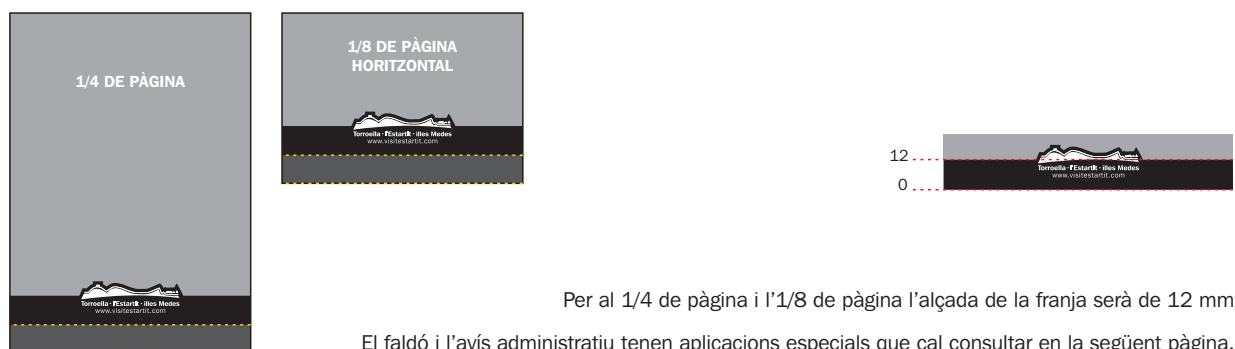 1/4 DE PÀGINA
Torroella · l'Estartit · illes Medes
www.visitestartit.com
1/8 DE PÀGINA
HORITZONTAL
Torroella · l'Estartit · illes Medes
www.visitestartit.com
12
0
Torroella · l'Estartit · illes Medes
www.visitestartit.com
Per al 1/4 de pàgina i l'1/8 de pàgina l'alçada de la franja serà de 12 mm
El faldó i l'avís administratiu tenen aplicacions especials que cal consultar en la següent pàgina.